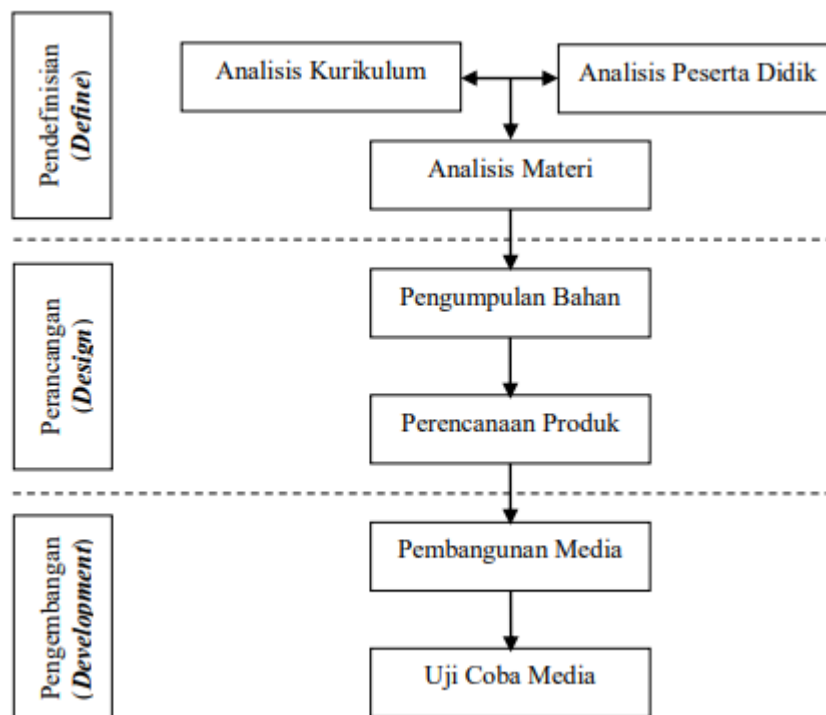 Pendefinisian
(Define)
Analisis Kurikulum
Analisis Peserta Didik
Analisis Materi
Perancangan
(Design)
Pengumpulan Bahan
Perencanaan Produk
Pengembangan
(Development)
Pembangunan Media
Uji Coba Media